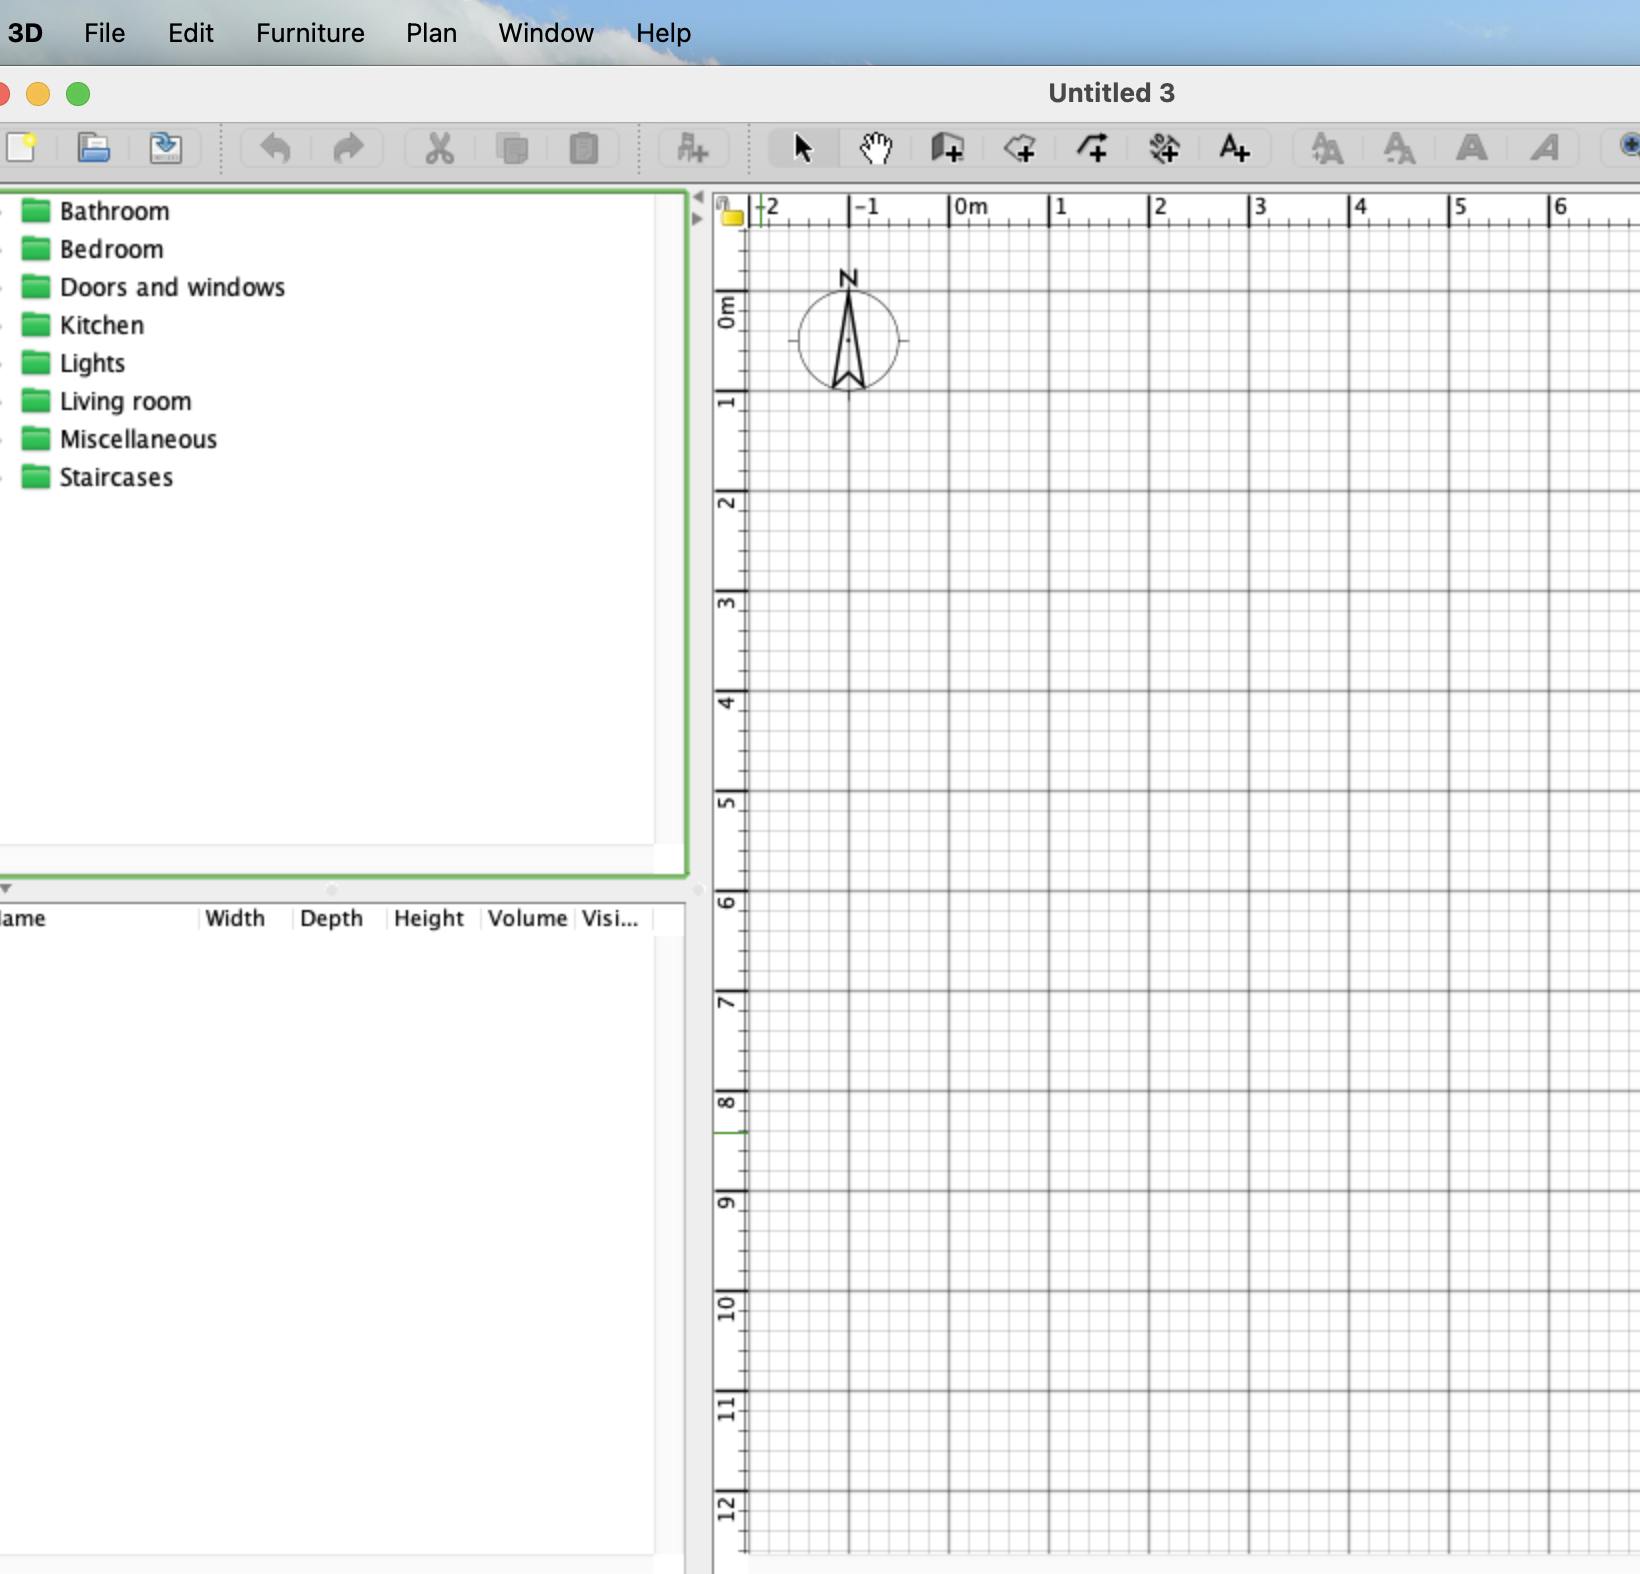 3D File Edit Furniture Plan Window Help
Untitled 3
Bathroom
Bedroom
Doors and windows
Kitchen
Lights
Living room
Miscellaneous
Staircases
ame Width Depth Height Volume Visi...
-2 -1 0m 1 2 3 4 5 6
N
0m
1
2
3
4
5
6
7
8
9
10
11
12